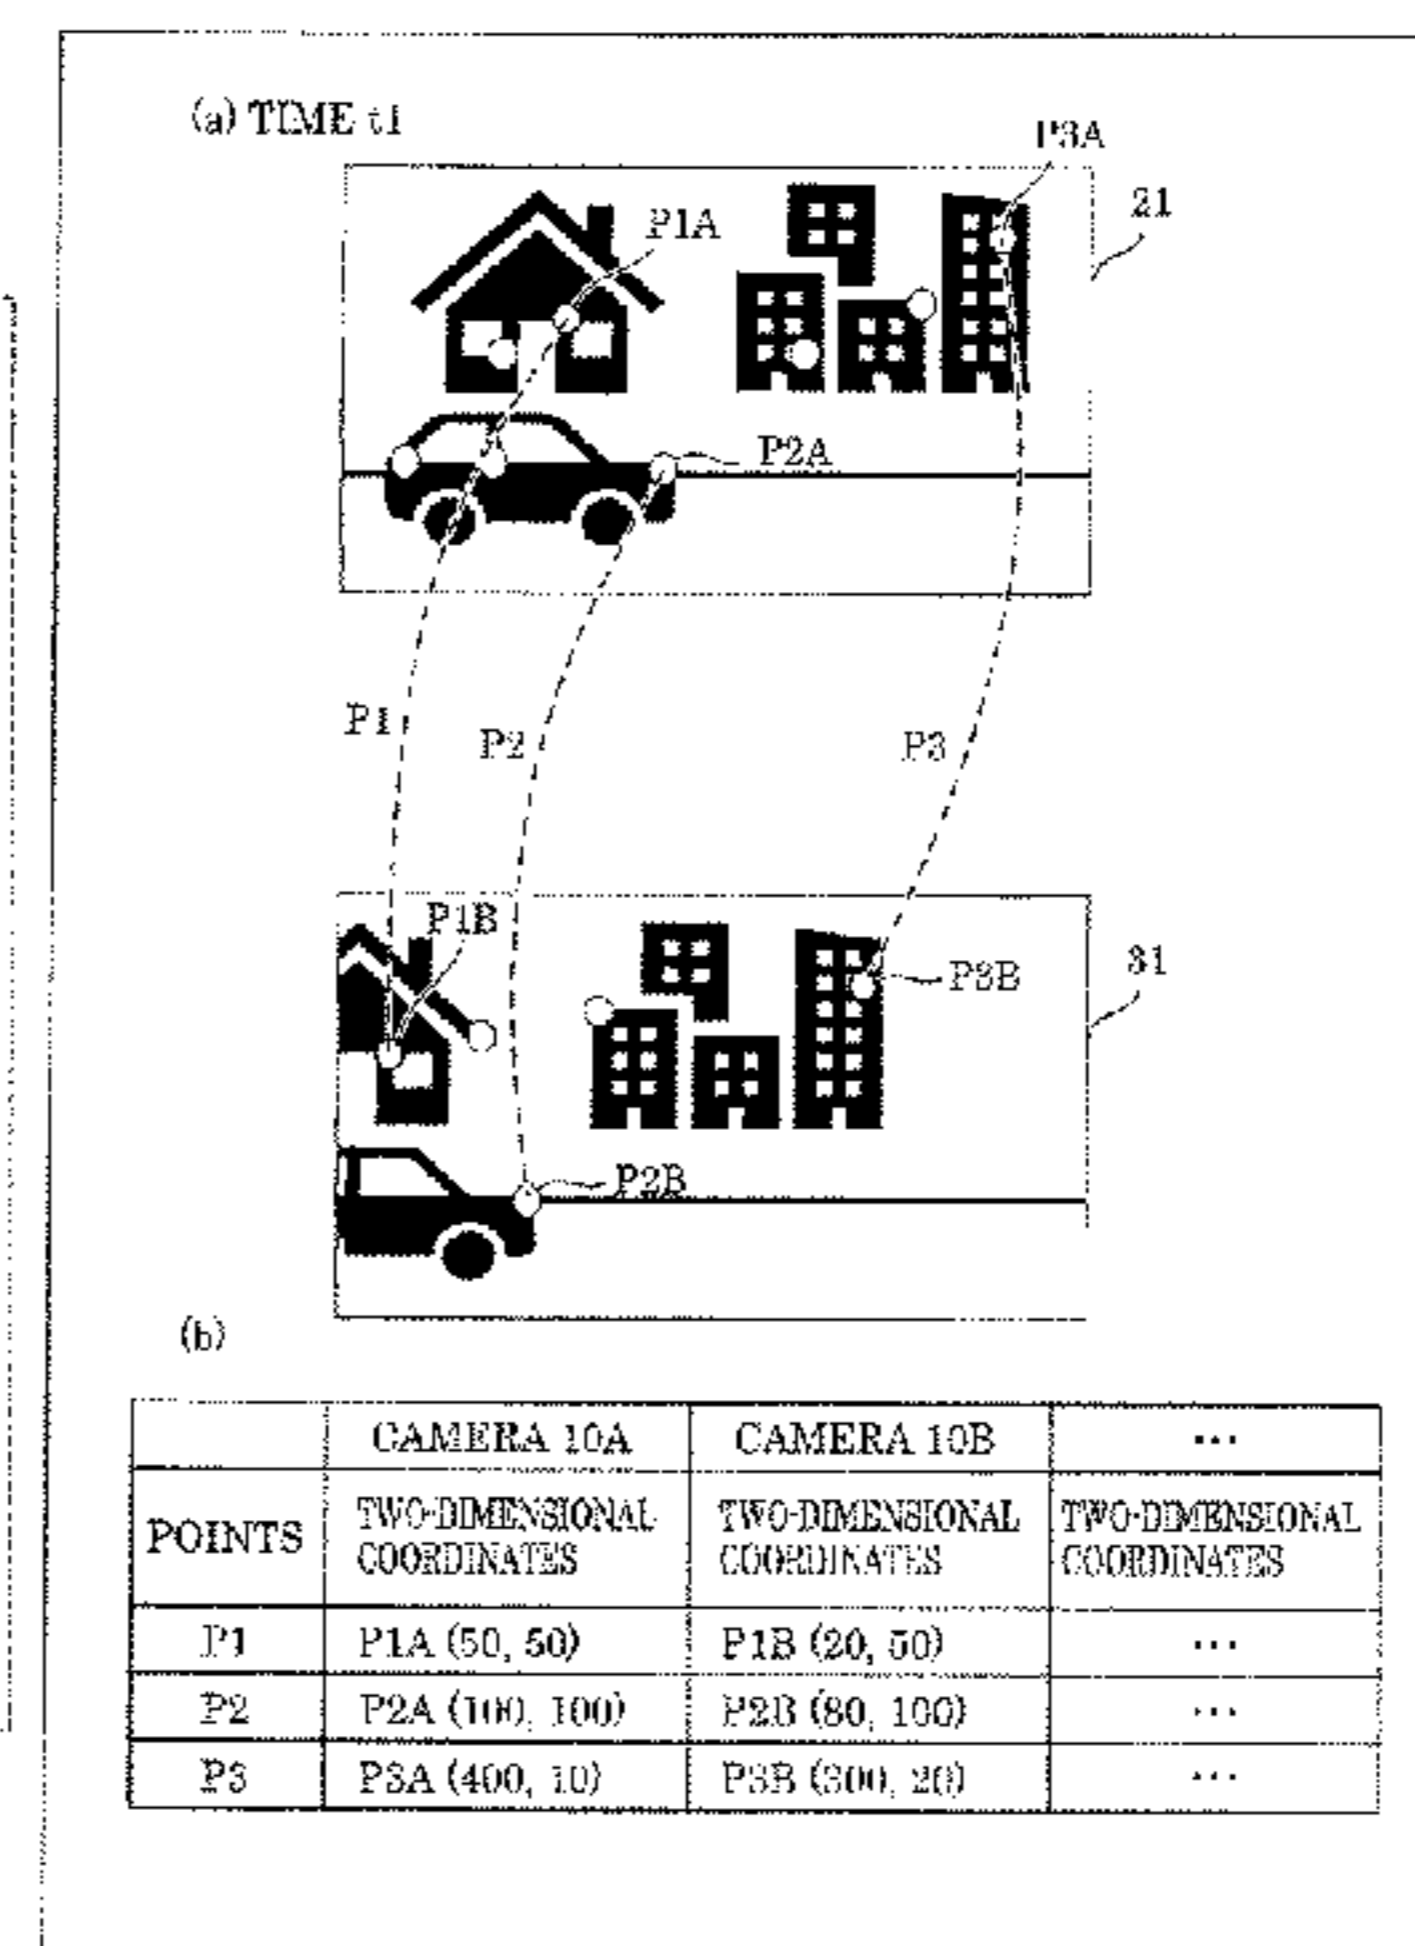 (a) TIME t1
P3A
21
P1A
P2A
P1
P2
P3
P1B
P3B
31
P2B
(b)
CAMERA 10A CAMERA 10B ...
POINTS TWO-DIMENSIONAL COORDINATES TWO-DIMENSIONAL COORDINATES TWO-DIMENSIONAL COORDINATES
P1 P1A (50, 50) P1B (20, 50) ...
P2 P2A (100, 100) P2B (80, 100) ...
P3 P3A (400, 10) P3B (300, 20) ...